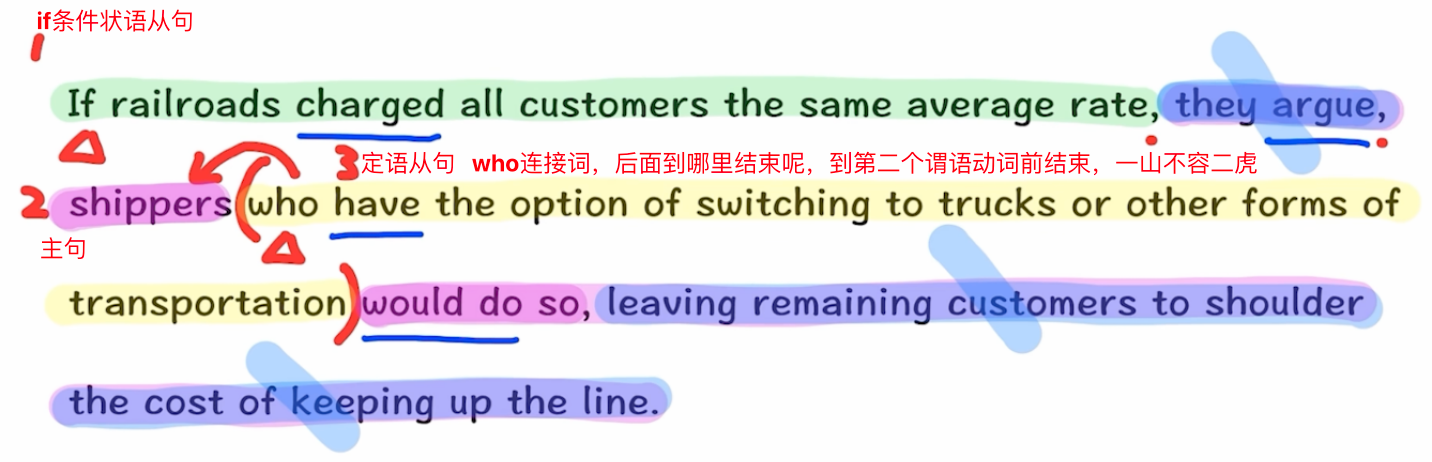 if条件状语从句
1
If railroads charged all customers the same average rate, they argue,
3定语从句 who连接词，后面到哪里结束呢，到第二个谓语动词前结束，一山不容二虎
2 shippers (who have the option of switching to trucks or other forms of
主句
transportation) would do so, leaving remaining customers to shoulder
the cost of keeping up the line.